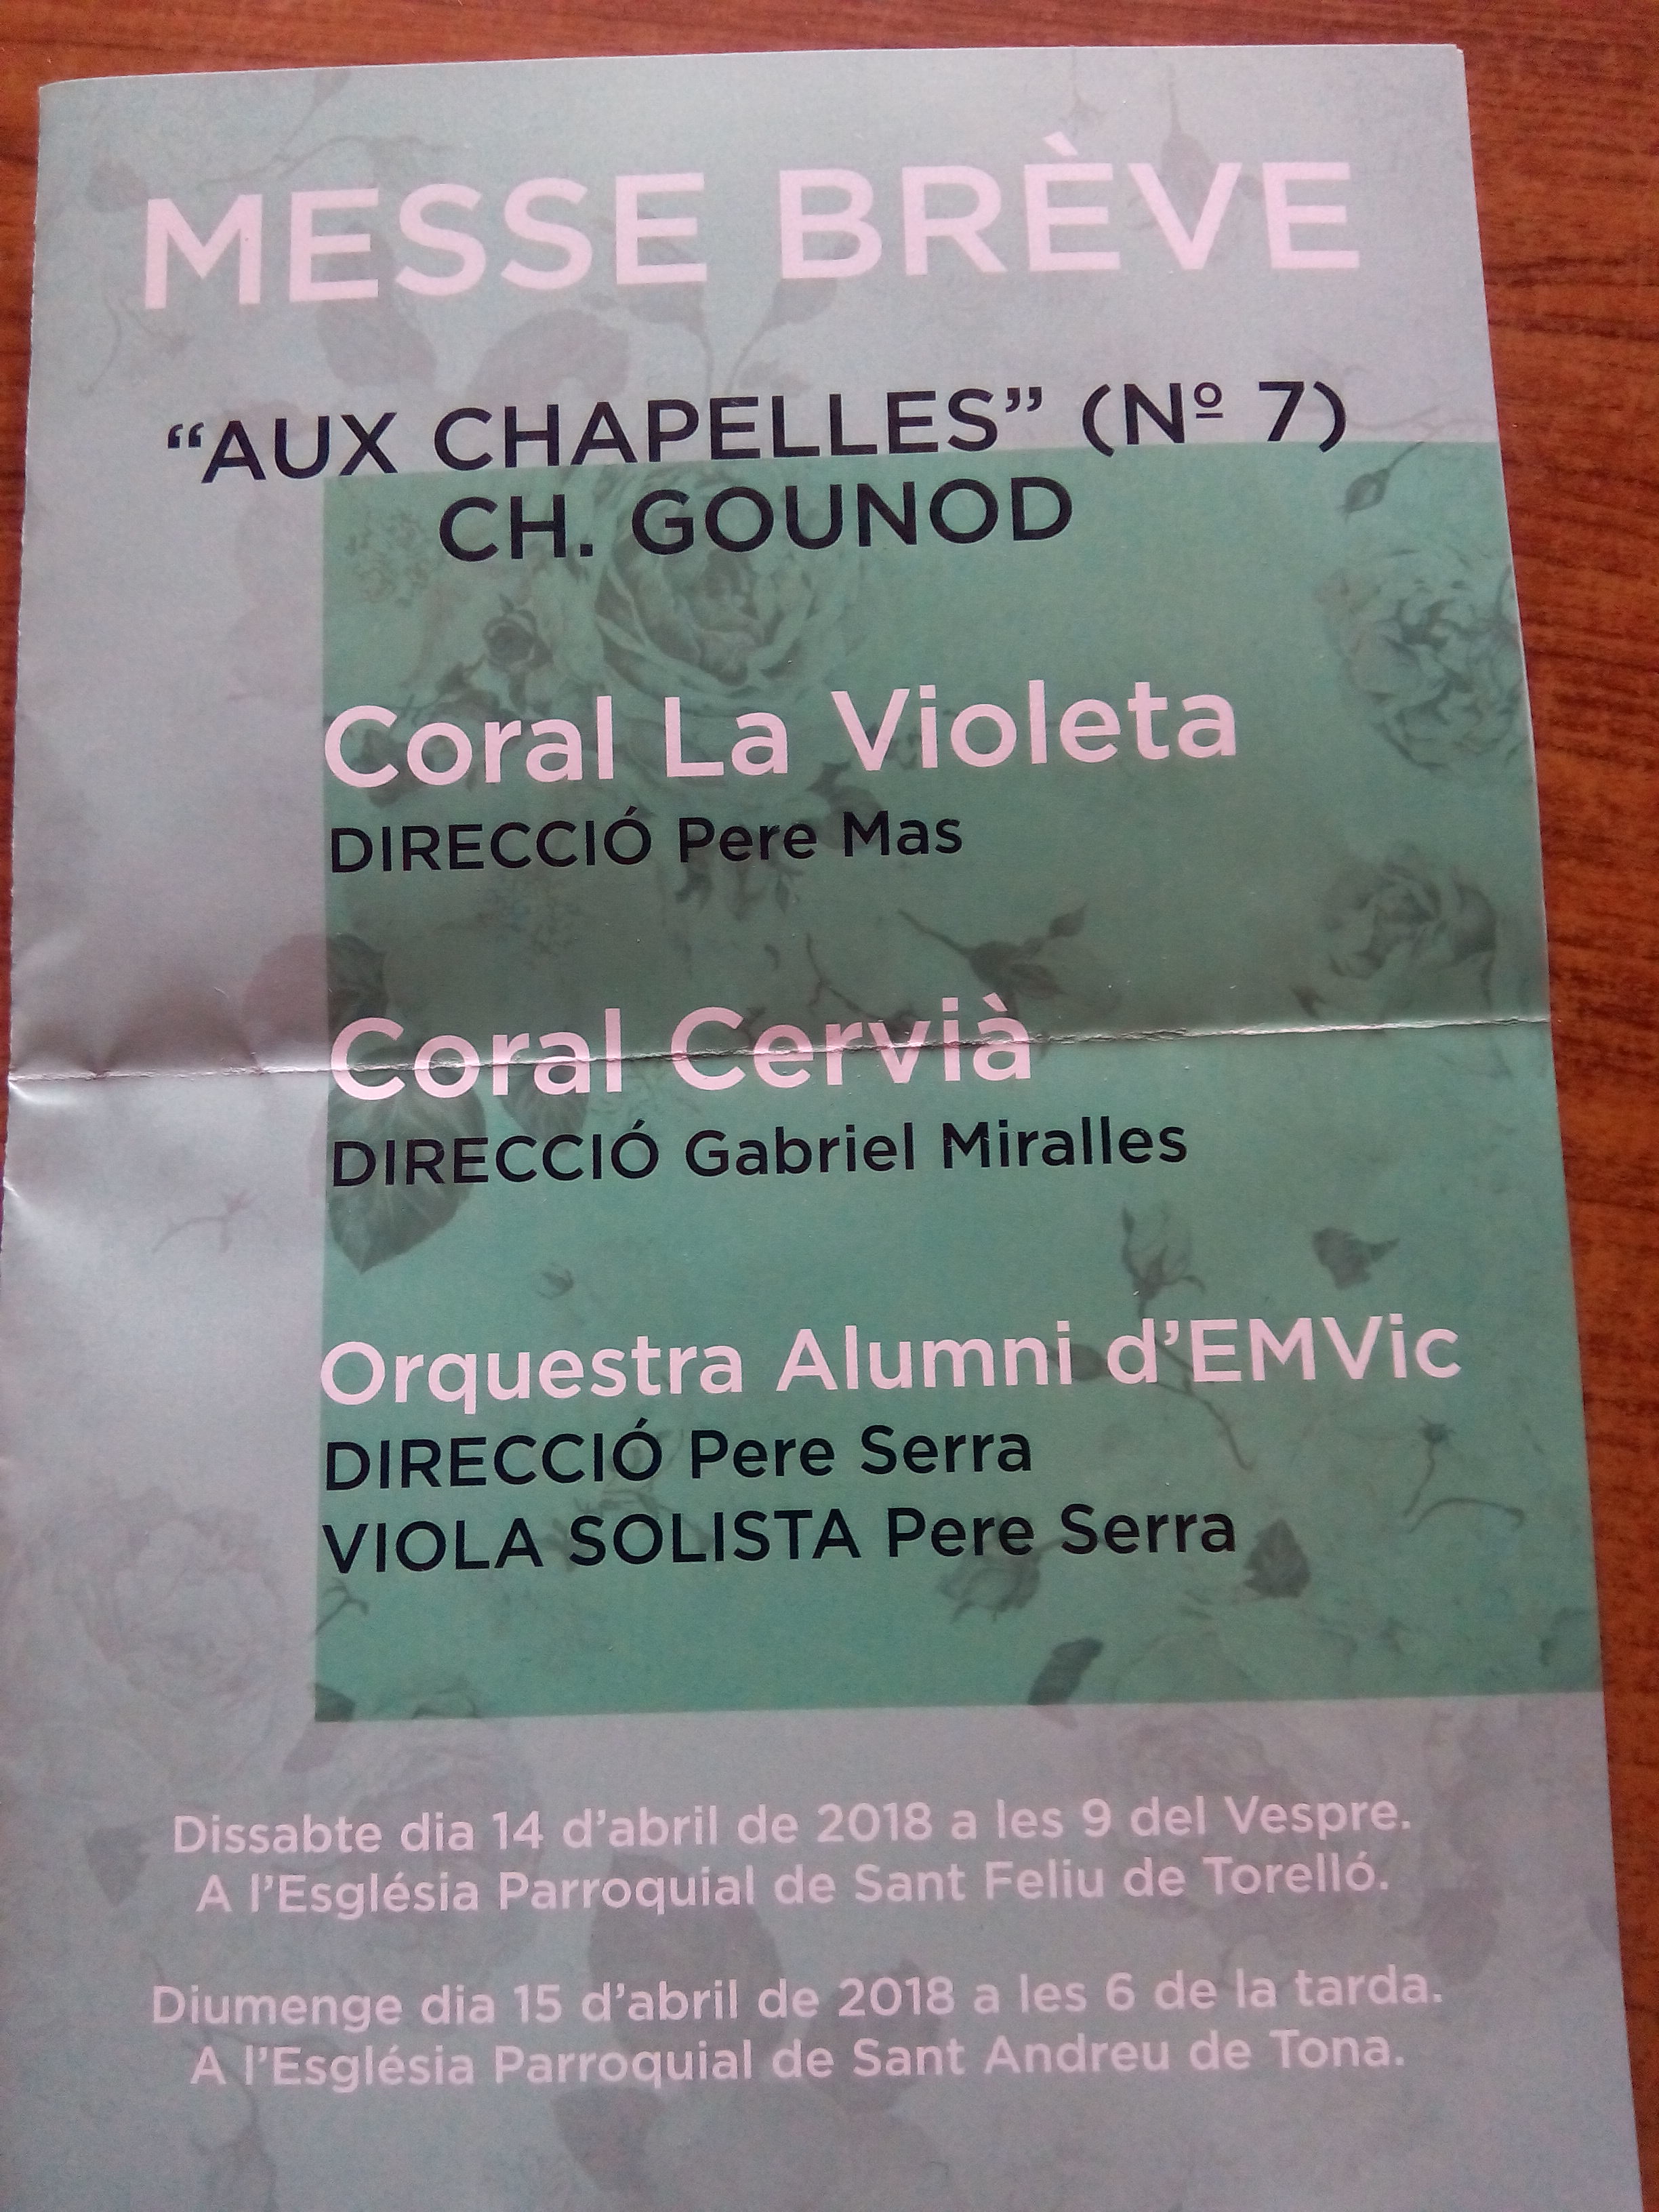 MESSE BRÈVE
“AUX CHAPELLES” (Nº 7)
CH. GOUNOD
Coral La Violeta
DIRECCIÓ Pere Mas
Coral Cervià
DIRECCIÓ Gabriel Miralles
Orquestra Alumni d’EMVic
DIRECCIÓ Pere Serra
VIOLA SOLISTA Pere Serra
Dissabte dia 14 d’abril de 2018 a les 9 del Vespre.
A l’Església Parroquial de Sant Feliu de Torelló.
Diumenge dia 15 d’abril de 2018 a les 6 de la tarda.
A l’Església Parroquial de Sant Andreu de Tona.